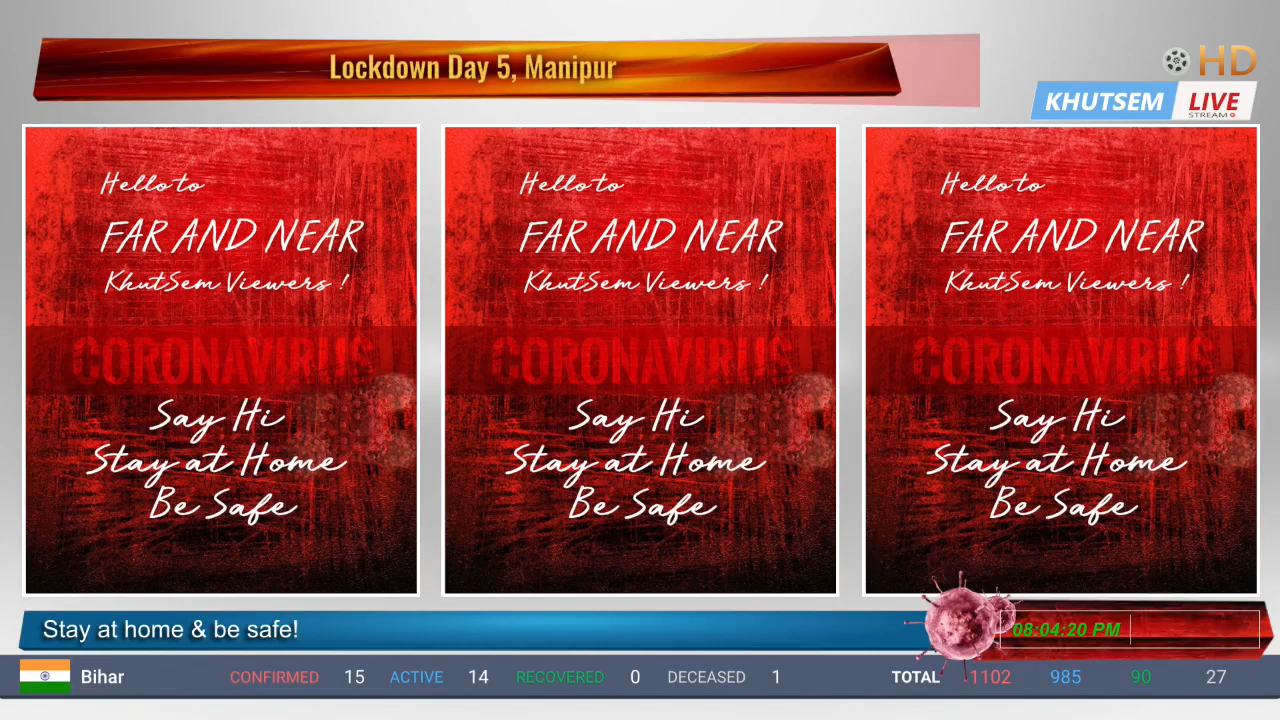 Lockdown Day 5, Manipur
HD
KHUTSEM LIVE
STREAM
Hello to
FAR AND NEAR
KhutSem Viewers !
CORONAVIRUS
Say Hi
Stay at Home
Be Safe
Hello to
FAR AND NEAR
KhutSem Viewers !
CORONAVIRUS
Say Hi
Stay at Home
Be Safe
Hello to
FAR AND NEAR
KhutSem Viewers !
CORONAVIRUS
Say Hi
Stay at Home
Be Safe
Stay at home & be safe!
08:04:20 PM
Bihar CONFIRMED 15 ACTIVE 14 RECOVERED 0 DECEASED 1 TOTAL 1102 985 90 27